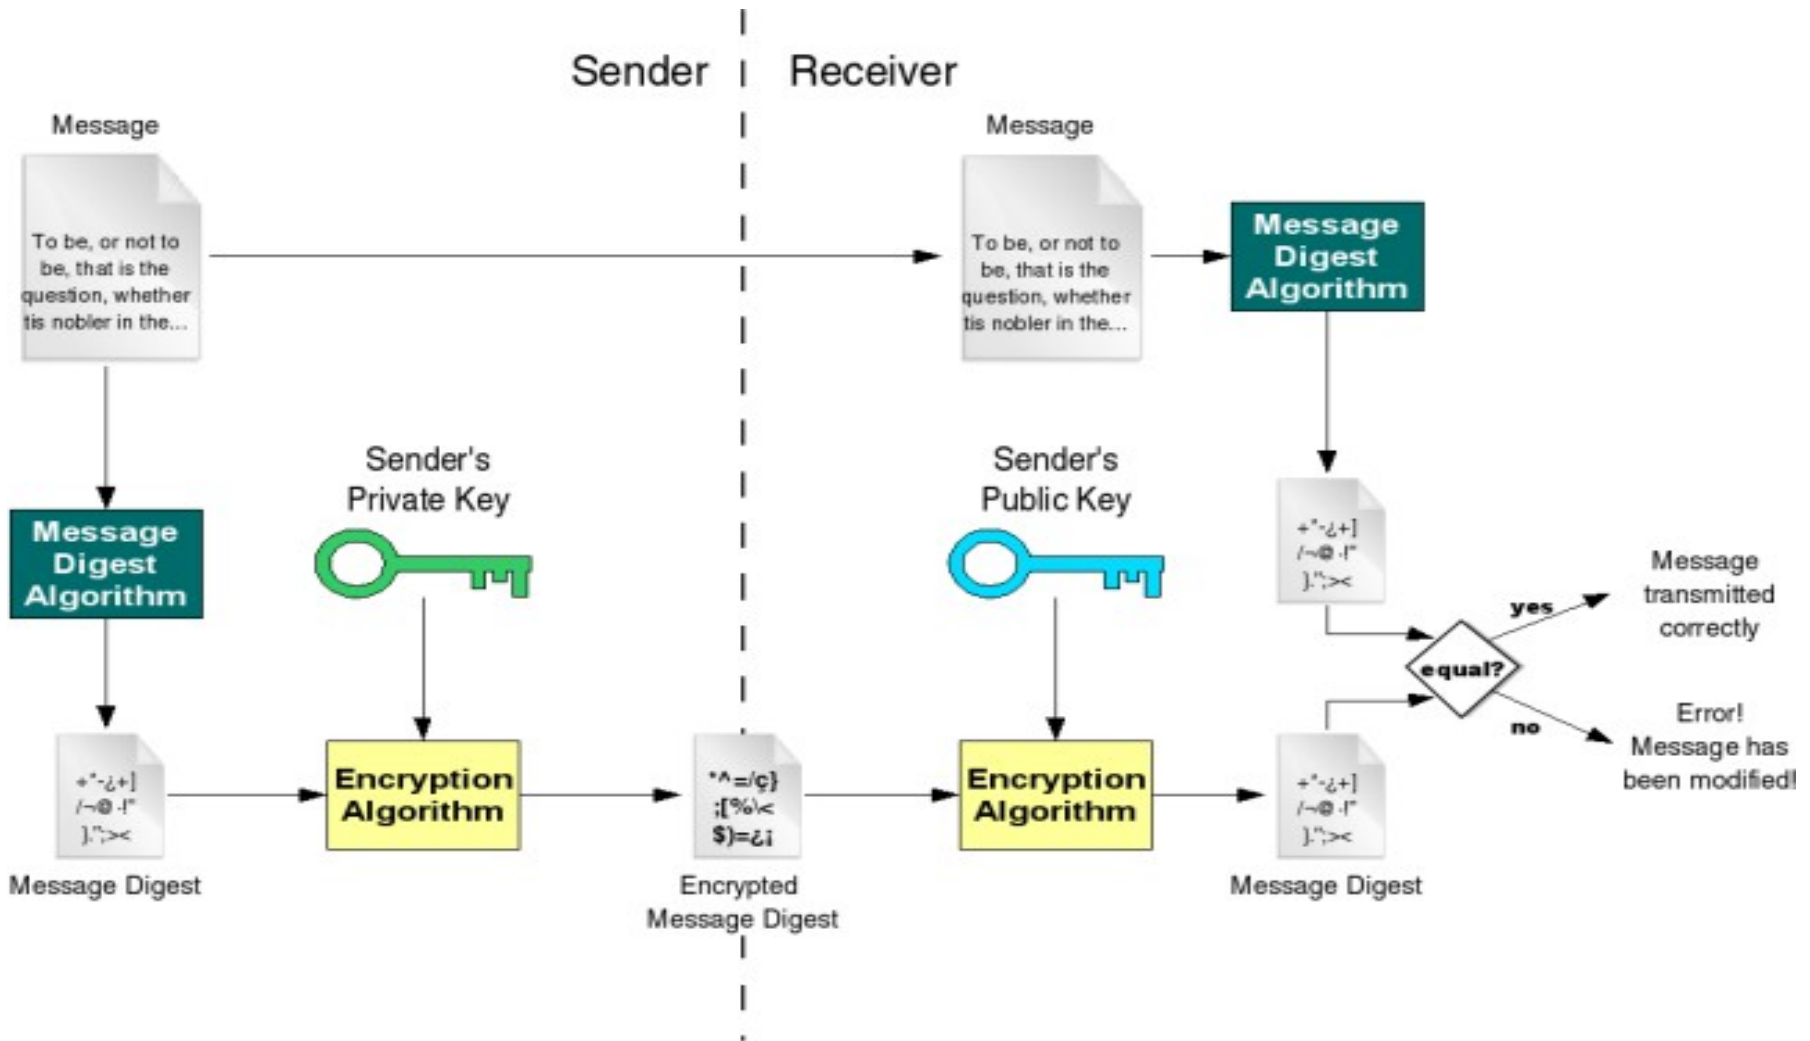 Sender
Receiver
Message
To be, or not to
be, that is the
question, whether
tis nobler in the...
Message
To be, or not to
be, that is the
question, whether
tis nobler in the...
Message
Digest
Algorithm
Message
Digest
Algorithm
Sender's
Private Key
Sender's
Public Key
+*-¿+]
/¬@·!"
}.";><
equal?
yes
Message
transmitted
correctly
no
Error!
Message has
been modified!
+*-¿+]
/¬@·!"
}.";><
Message Digest
Encryption
Algorithm
*^=/ç}
;[%\<
$)=¿¡
Encrypted
Message Digest
Encryption
Algorithm
+*-¿+]
/¬@·!"
}.";><
Message Digest